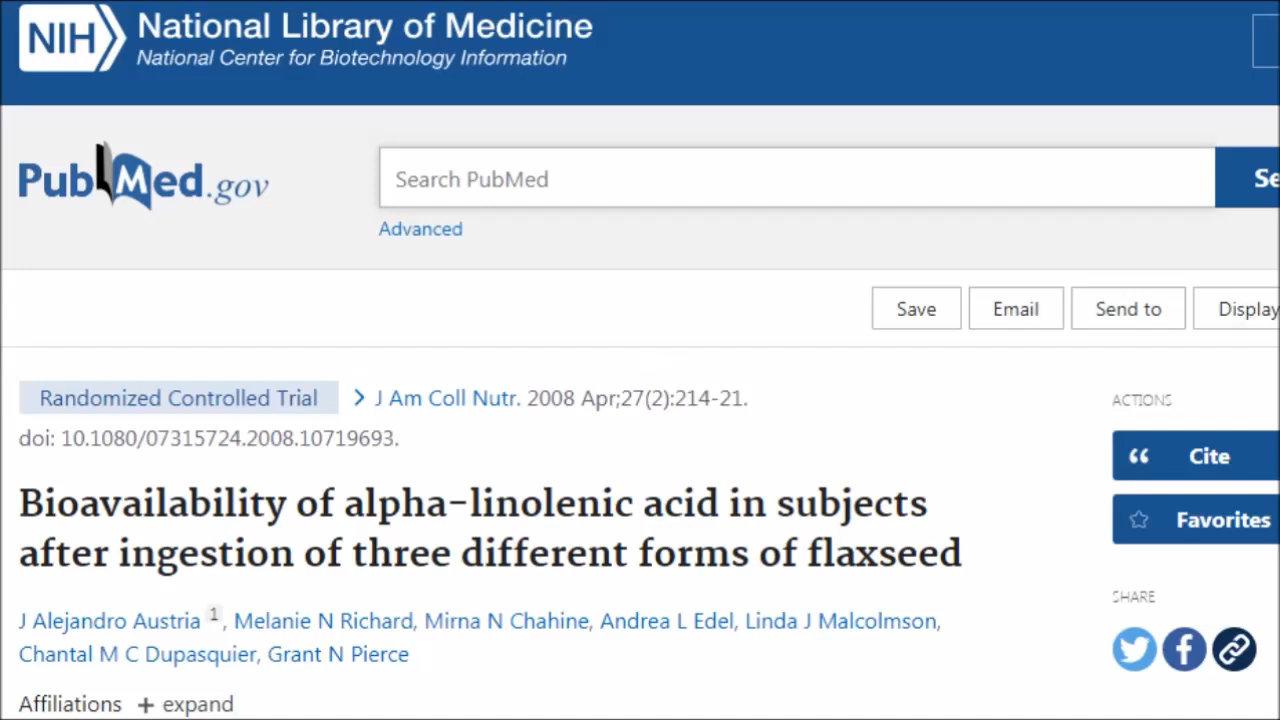 NIH National Library of Medicine
National Center for Biotechnology Information
PubMed.gov
Search PubMed
Advanced
Save Email Send to Display
Randomized Controlled Trial > J Am Coll Nutr. 2008 Apr;27(2):214-21.
doi: 10.1080/07315724.2008.10719693.
Bioavailability of alpha-linolenic acid in subjects
after ingestion of three different forms of flaxseed
J Alejandro Austria 1, Melanie N Richard, Mirna N Chahine, Andrea L Edel, Linda J Malcolmson,
Chantal M C Dupasquier, Grant N Pierce
Affiliations + expand
ACTIONS
Cite
Favorites
SHARE